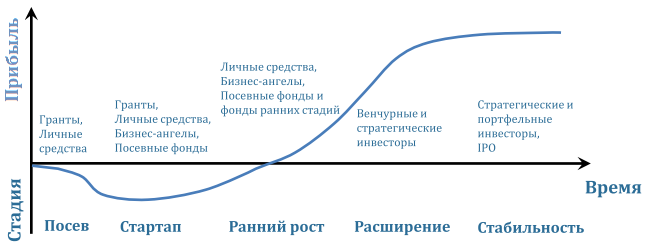 Прибыль
Гранты,
Личные
средства
Гранты,
Личные средства,
Бизнес-ангелы,
Посевные фонды
Личные средства,
Бизнес-ангелы,
Посевные фонды и
фонды ранних стадий
Венчурные и
стратегические
инвесторы
Стратегические и
портфельные
инвесторы,
IPO
Время
Стадия
Посев
Стартап
Ранний рост
Расширение
Стабильность